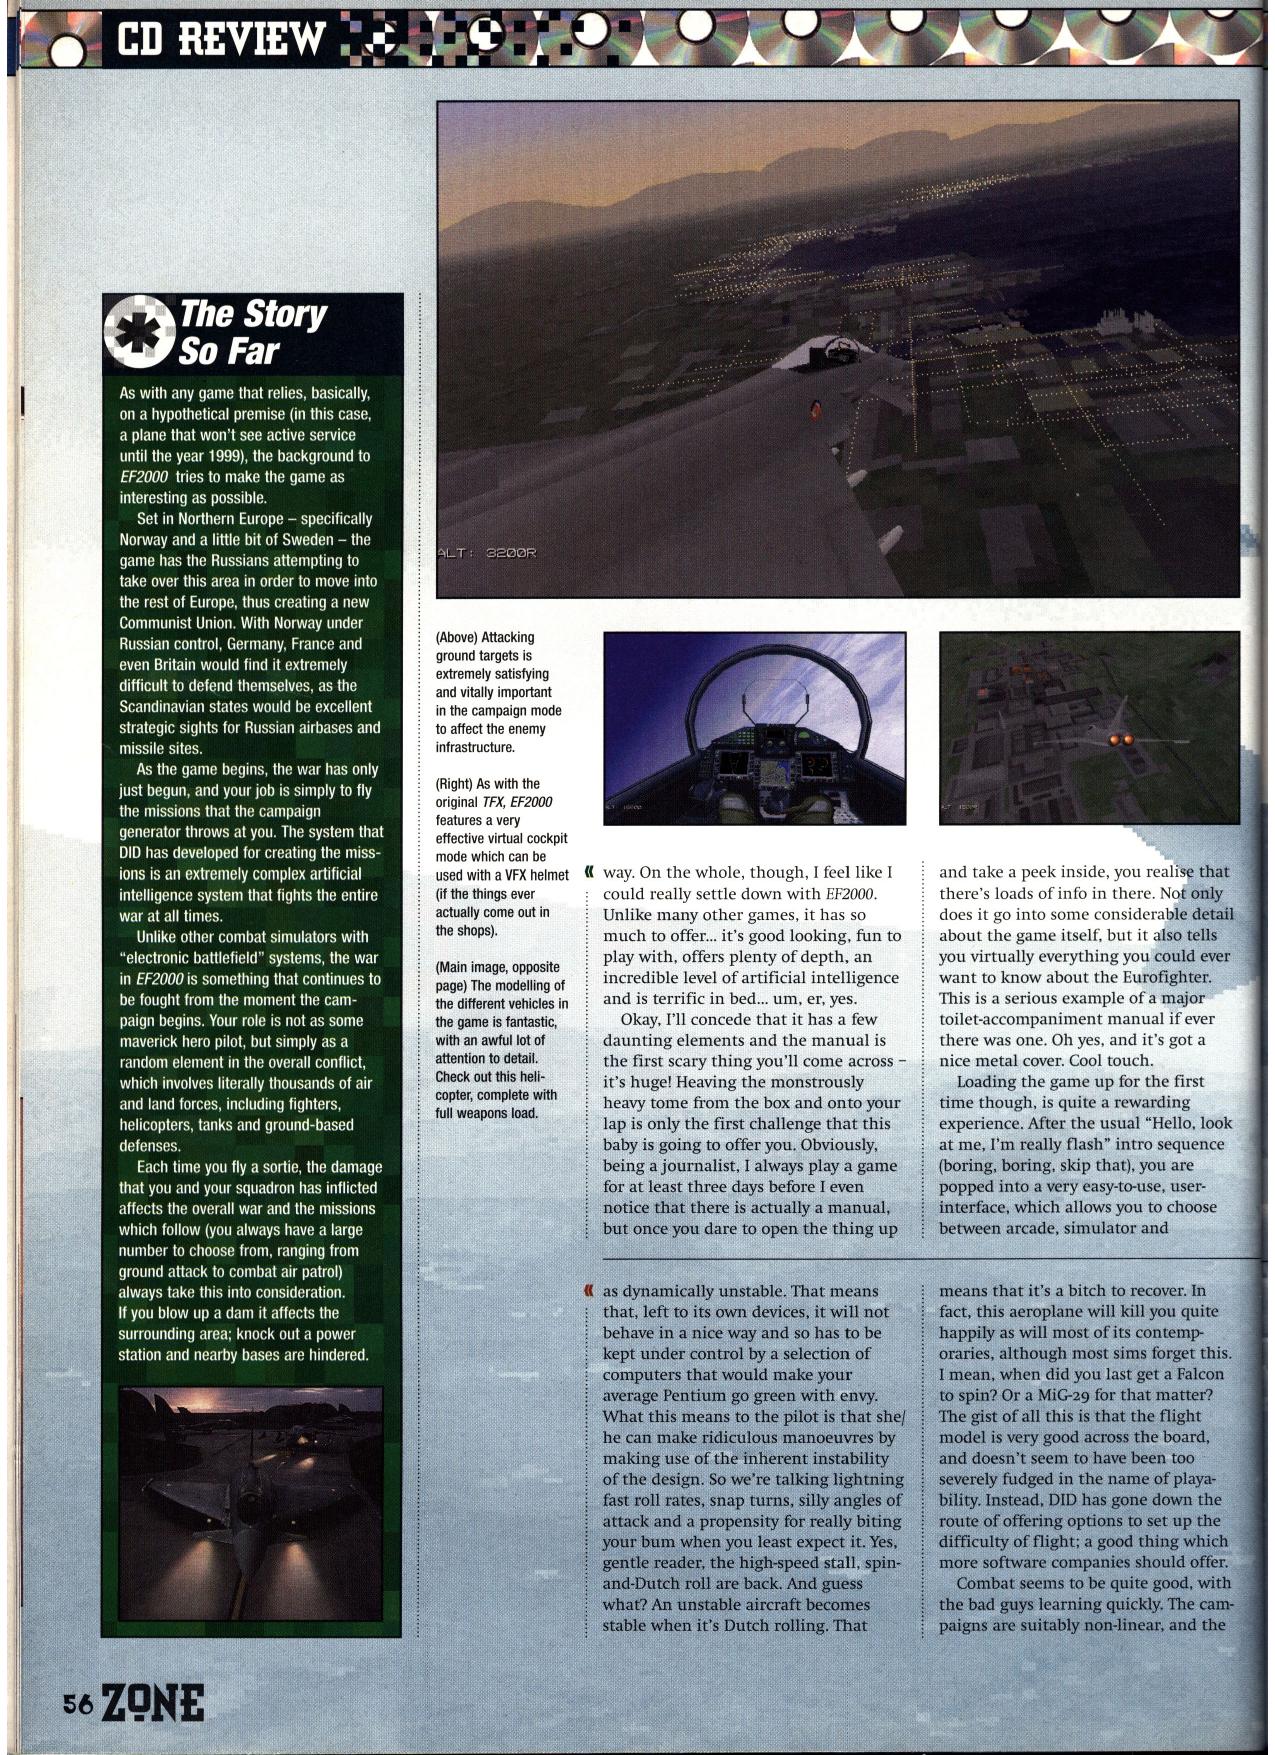 CD REVIEW
ALT: 3200R
The Story
So Far
As with any game that relies, basically,
on a hypothetical premise (in this case,
a plane that won't see active service
until the year 1999), the background to
EF2000 tries to make the game as
interesting as possible.
Set in Northern Europe – specifically
Norway and a little bit of Sweden – the
game has the Russians attempting to
take over this area in order to move into
the rest of Europe, thus creating a new
Communist Union. With Norway under
Russian control, Germany, France and
even Britain would find it extremely
difficult to defend themselves, as the
Scandinavian states would be excellent
strategic sights for Russian airbases and
missile sites.
As the game begins, the war has only
just begun, and your job is simply to fly
the missions that the campaign
generator throws at you. The system that
DID has developed for creating the miss-
ions is an extremely complex artificial
intelligence system that fights the entire
war at all times.
Unlike other combat simulators with
“electronic battlefield” systems, the war
in EF2000 is something that continues to
be fought from the moment the cam-
paign begins. Your role is not as some
maverick hero pilot, but simply as a
random element in the overall conflict,
which involves literally thousands of air
and land forces, including fighters,
helicopters, tanks and ground-based
defenses.
Each time you fly a sortie, the damage
that you and your squadron has inflicted
affects the overall war and the missions
which follow (you always have a large
number to choose from, ranging from
ground attack to combat air patrol)
always take this into consideration.
If you blow up a dam it affects the
surrounding area; knock out a power
station and nearby bases are hindered.
(Above) Attacking
ground targets is
extremely satisfying
and vitally important
in the campaign mode
to affect the enemy
infrastructure.
(Right) As with the
original TFX, EF2000
features a very
effective virtual cockpit
mode which can be
used with a VFX helmet
(if the things ever
actually come out in
the shops).
(Main image, opposite
page) The modelling of
the different vehicles in
the game is fantastic,
with an awful lot of
attention to detail.
Check out this heli-
copter, complete with
full weapons load.
« way. On the whole, though, I feel like I
could really settle down with EF2000.
Unlike many other games, it has so
much to offer... it's good looking, fun to
play with, offers plenty of depth, an
incredible level of artificial intelligence
and is terrific in bed... um, er, yes.
Okay, I'll concede that it has a few
daunting elements and the manual is
the first scary thing you'll come across –
it's huge! Heaving the monstrously
heavy tome from the box and onto your
lap is only the first challenge that this
baby is going to offer you. Obviously,
being a journalist, I always play a game
for at least three days before I even
notice that there is actually a manual,
but once you dare to open the thing up
and take a peek inside, you realise that
there's loads of info in there. Not only
does it go into some considerable detail
about the game itself, but it also tells
you virtually everything you could ever
want to know about the Eurofighter.
This is a serious example of a major
toilet-accompaniment manual if ever
there was one. Oh yes, and it's got a
nice metal cover. Cool touch.
Loading the game up for the first
time though, is quite a rewarding
experience. After the usual “Hello, look
at me, I'm really flash” intro sequence
(boring, boring, skip that), you are
popped into a very easy-to-use, user-
interface, which allows you to choose
between arcade, simulator and
« as dynamically unstable. That means
that, left to its own devices, it will not
behave in a nice way and so has to be
kept under control by a selection of
computers that would make your
average Pentium go green with envy.
What this means to the pilot is that she/
he can make ridiculous manoeuvres by
making use of the inherent instability
of the design. So we're talking lightning
fast roll rates, snap turns, silly angles of
attack and a propensity for really biting
your bum when you least expect it. Yes,
gentle reader, the high-speed stall, spin-
and-Dutch roll are back. And guess
what? An unstable aircraft becomes
stable when it's Dutch rolling. That
means that it's a bitch to recover. In
fact, this aeroplane will kill you quite
happily as will most of its contemp-
oraries, although most sims forget this.
I mean, when did you last get a Falcon
to spin? Or a MiG-29 for that matter?
The gist of all this is that the flight
model is very good across the board,
and doesn't seem to have been too
severely fudged in the name of playa-
bility. Instead, DID has gone down the
route of offering options to set up the
difficulty of flight; a good thing which
more software companies should offer.
Combat seems to be quite good, with
the bad guys learning quickly. The cam-
paigns are suitably non-linear, and the
56 ZONE